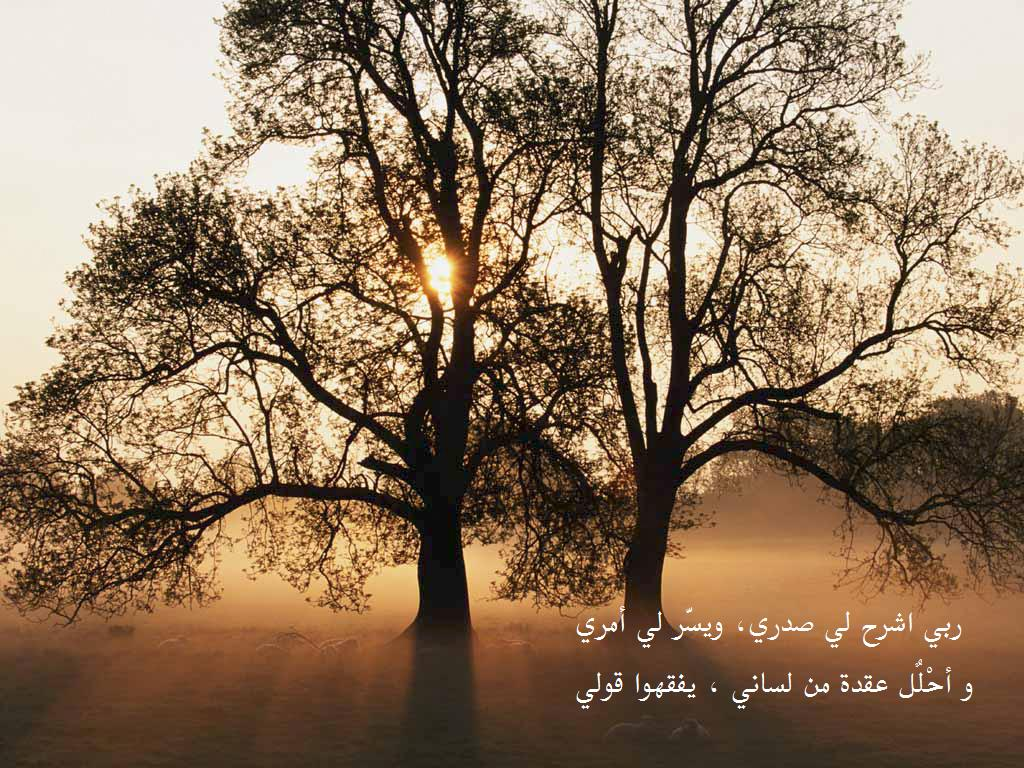 ربي اشرح لي صدري، ويسّر لي أمري
و أحْلٌل عقدة من لساني ، يفقهوا قولي